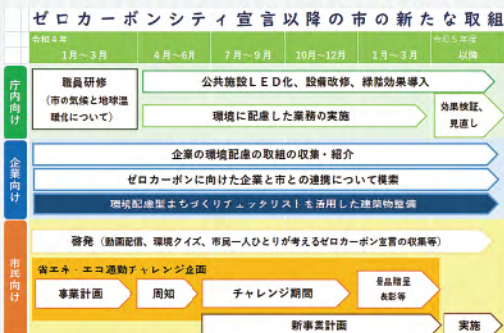 ゼロカーボンシティ宣言以降の市の新たな取組
令和4年
令和5年度
1月〜3月
4月〜6月
7月〜9月
10月〜12月
1月〜3月
以降
庁内向け
職員研修
(市の気候と地球温
暖化について)
公共施設LED化、設備改修、緑陰効果導入
環境に配慮した業務の実施
効果検証、
見直し
企業向け
企業の環境配慮の取組の収集・紹介
ゼロカーボンに向けた企業と市との連携について模索
環境配慮型まちづくりチェックリストを活用した建築物整備
市民向け
啓発(動画配信、環境クイズ、市民一人ひとりが考えるゼロカーボン宣言の収集等)
省エネ・エコ通勤チャレンジ企画
事業計画
周知
チャレンジ期間
景品贈呈
表彰等
新事業計画
実施